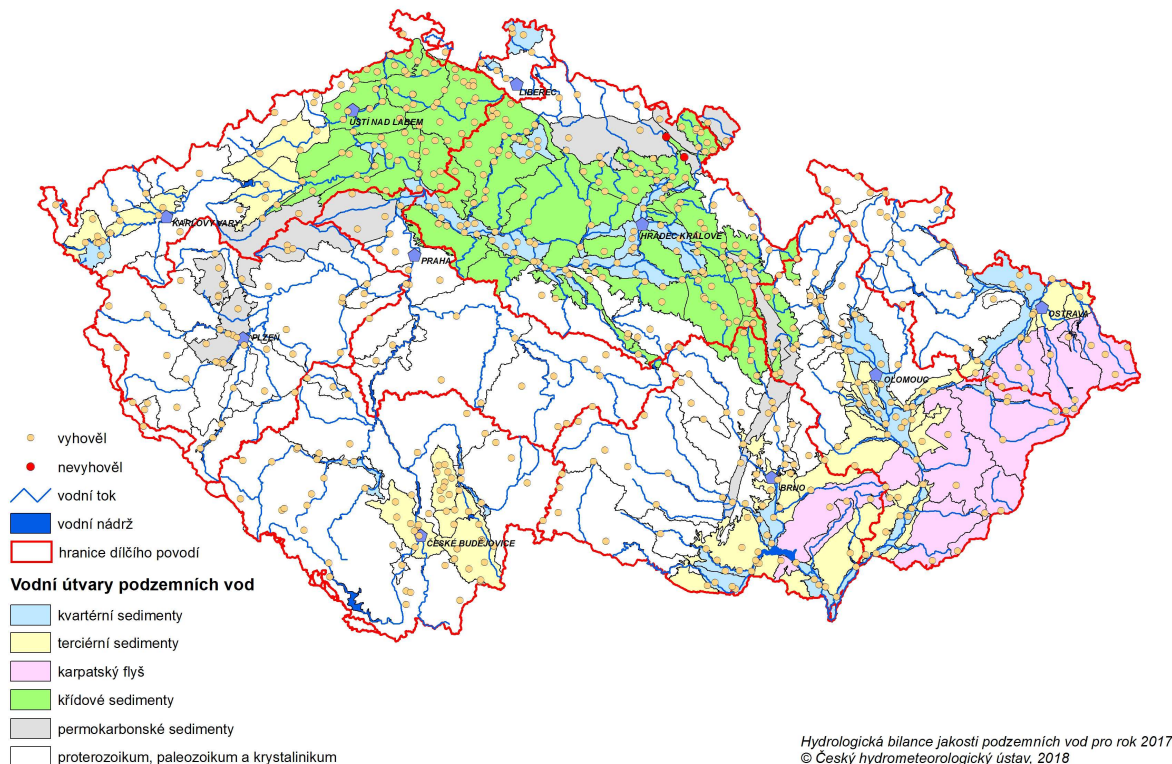 LIBEREC
ÚSTÍ NAD LABEM
KARLOVY VARY
HRADEC KRÁLOVÉ
PRAHA
OSTRAVA
PLZEŇ
OLOMOUC
BRNO
ČESKÉ BUDĚJOVICE
vyhověl
nevyhověl
vodní tok
vodní nádrž
hranice dílčího povodí
Vodní útvary podzemních vod
kvartérní sedimenty
terciérní sedimenty
karpatský flyš
křídové sedimenty
permokarbonské sedimenty
proterozoikum, paleozoikum a krystalinikum
Hydrologická bilance jakosti podzemních vod pro rok 2017
© Český hydrometeorologický ústav, 2018